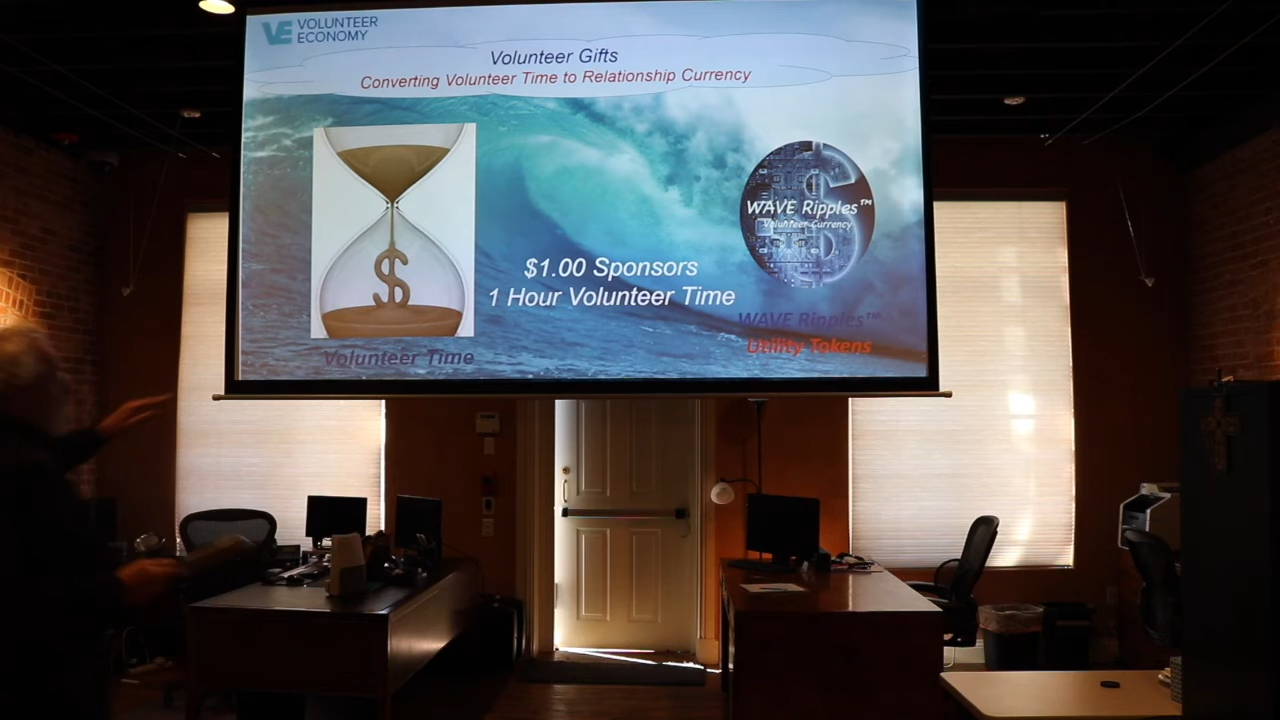 VE VOLUNTEER
ECONOMY
Volunteer Gifts
Converting Volunteer Time to Relationship Currency
$
$
WAVE Ripples™
Volunteer Currency
$1.00 Sponsors
1 Hour Volunteer Time
WAVE Ripples™
Utility Tokens
Volunteer Time